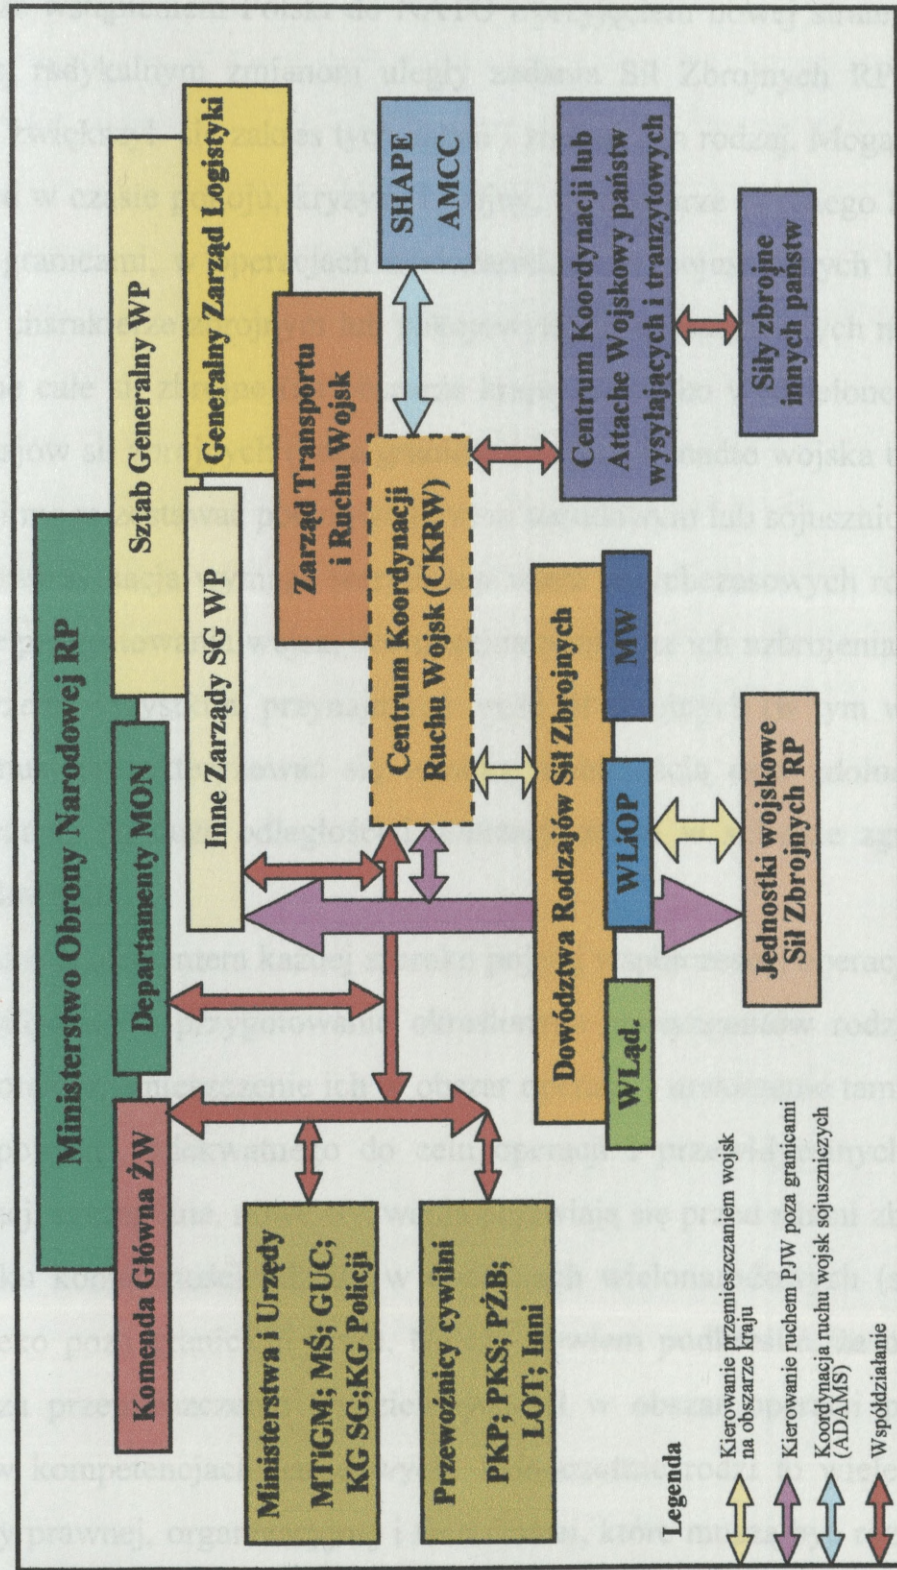 Ministerstwo Obrony Narodowej RP
Sztab Generalny WP
Komenda Główna ŻW
Departamenty MON
Generalny Zarząd Logistyki
Inne Zarządy SG WP
Zarząd Transportu
i Ruchu Wojsk
SHAPE
AMCC
Ministerstwa i Urzędy
MTiGM; MŚ; GUC;
KG SG;KG Policji
Centrum Koordynacji
Ruchu Wojsk (CKRW)
Przewoźnicy cywilni
PKP; PKS; PŻB;
LOT; Inni
Centrum Koordynacji lub
Attache Wojskowy państw
wysyłających i tranzytowych
Dowództwa Rodzajów Sił Zbrojnych
WLąd.
WLiOP
MW
Siły zbrojne
innych państw
Jednostki wojskowe
Sił Zbrojnych RP
Legenda
Kierowanie przemieszczaniem wojsk
na obszarze kraju
Kierowanie ruchem PJW poza granicami
Koordynacja ruchu wojsk sojuszniczych
(ADAMS)
Współdziałanie